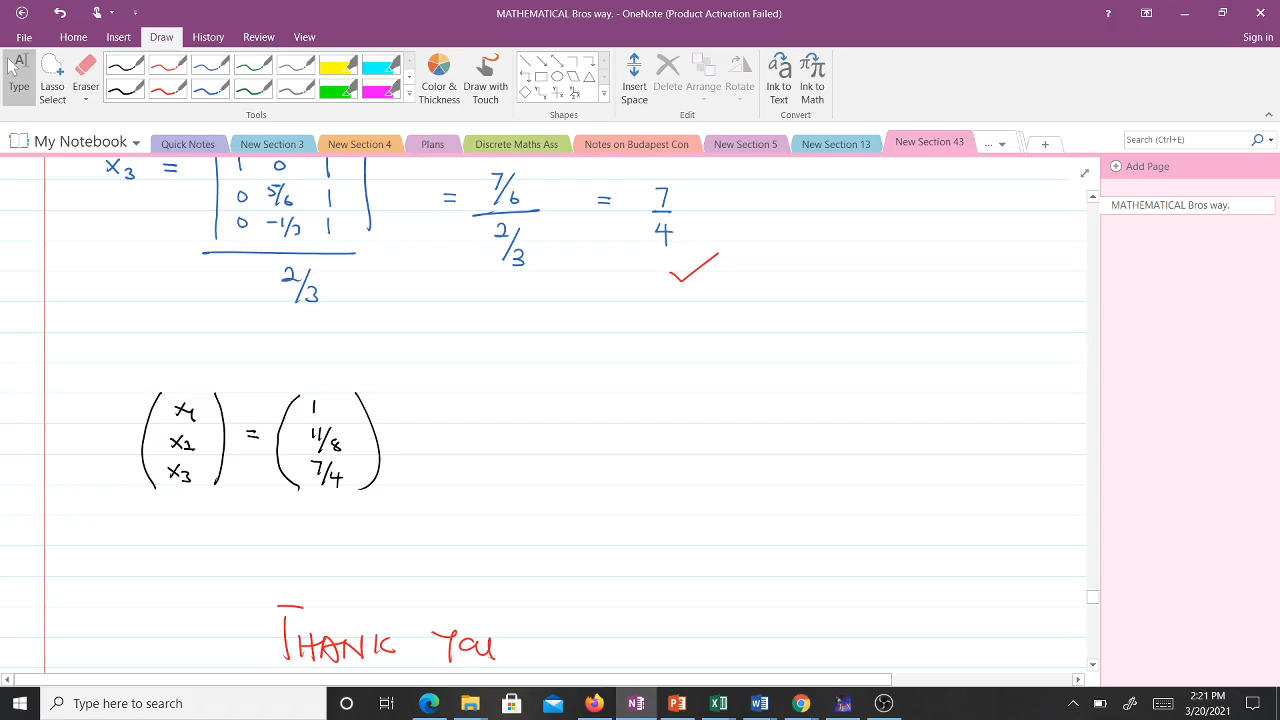 MATHEMATICAL Bros way. - OneNote (Product Activation Failed)
File Home Insert Draw History Review View Sign in
Type Lasso Select Eraser Color & Thickness Draw with Touch Insert Space Delete Arrange Rotate Ink to Text Ink to Math
Tools Shapes Edit Convert
My Notebook Quick Notes New Section 3 New Section 4 Plans Discrete Maths Ass Notes on Budapest Con New Section 5 New Section 13 New Section 43 ... Search (Ctrl+E)
Add Page
MATHEMATICAL Bros way.
x3 = | 1 0 1 |
| 0 5/6 1 | = 7/6 = 7
| 0 -1/3 1 | 2/3 4
2/3 ✓
( x1 ) ( 1 )
( x2 ) = ( 11/8 )
( x3 ) ( 7/4 )
THANK YOU
Type here to search
2:21 PM
3/20/2021